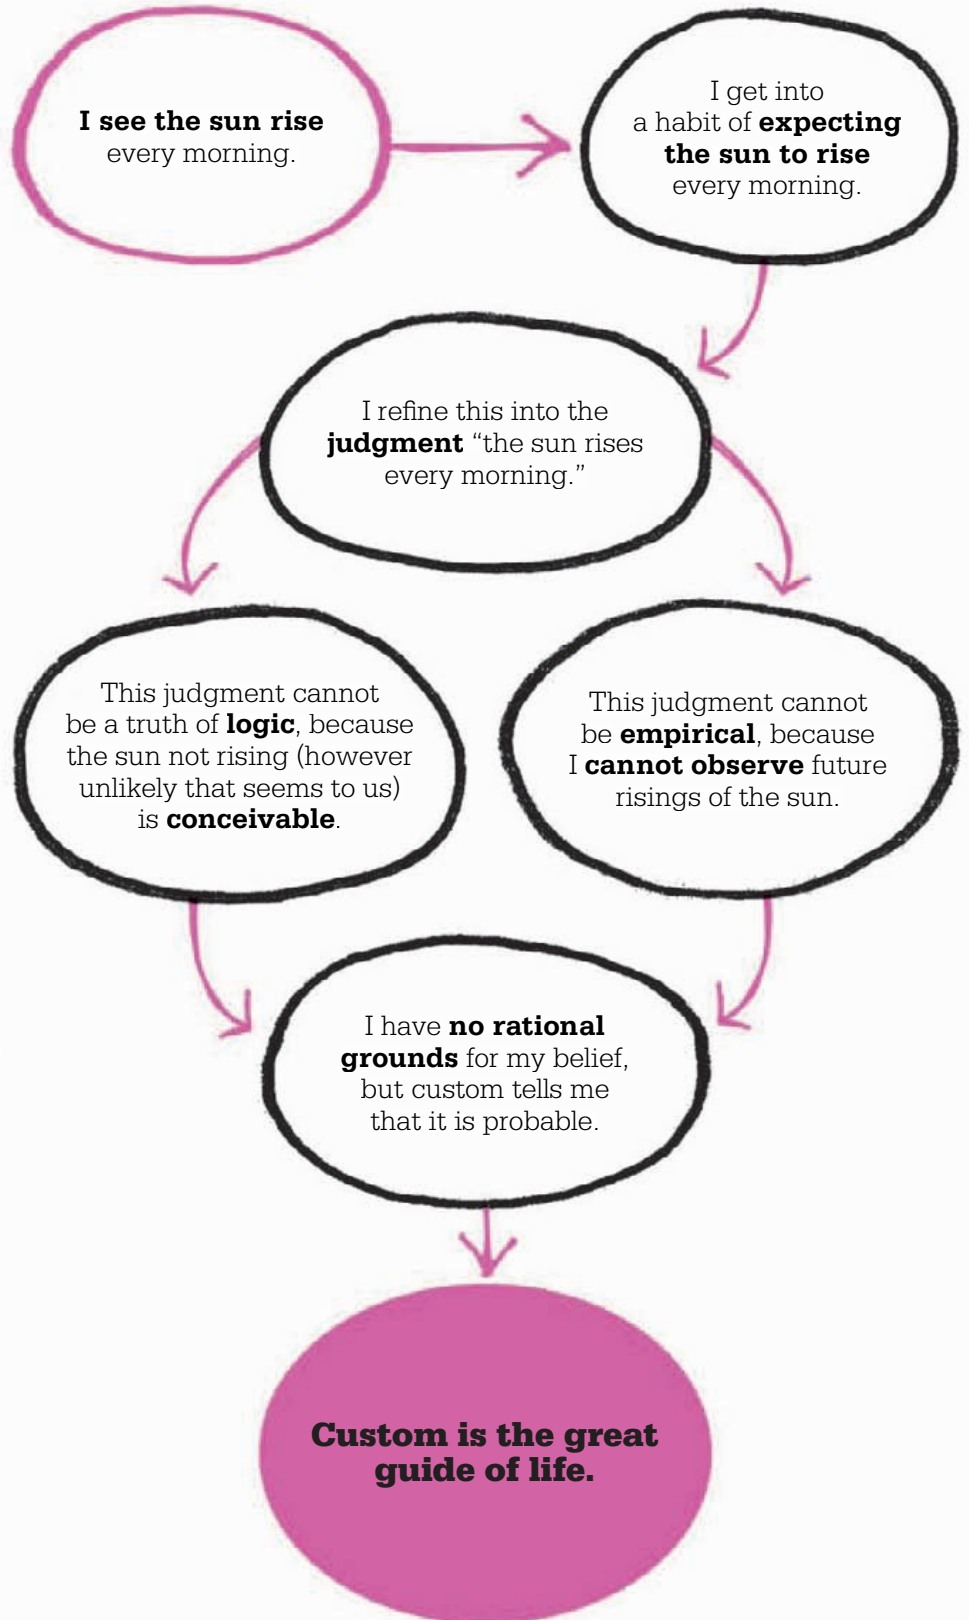 I see the sun rise
every morning.
I get into
a habit of expecting
the sun to rise
every morning.
I refine this into the
judgment “the sun rises
every morning.”
This judgment cannot
be a truth of logic, because
the sun not rising (however
unlikely that seems to us)
is conceivable.
This judgment cannot
be empirical, because
I cannot observe future
risings of the sun.
I have no rational
grounds for my belief,
but custom tells me
that it is probable.
Custom is the great
guide of life.